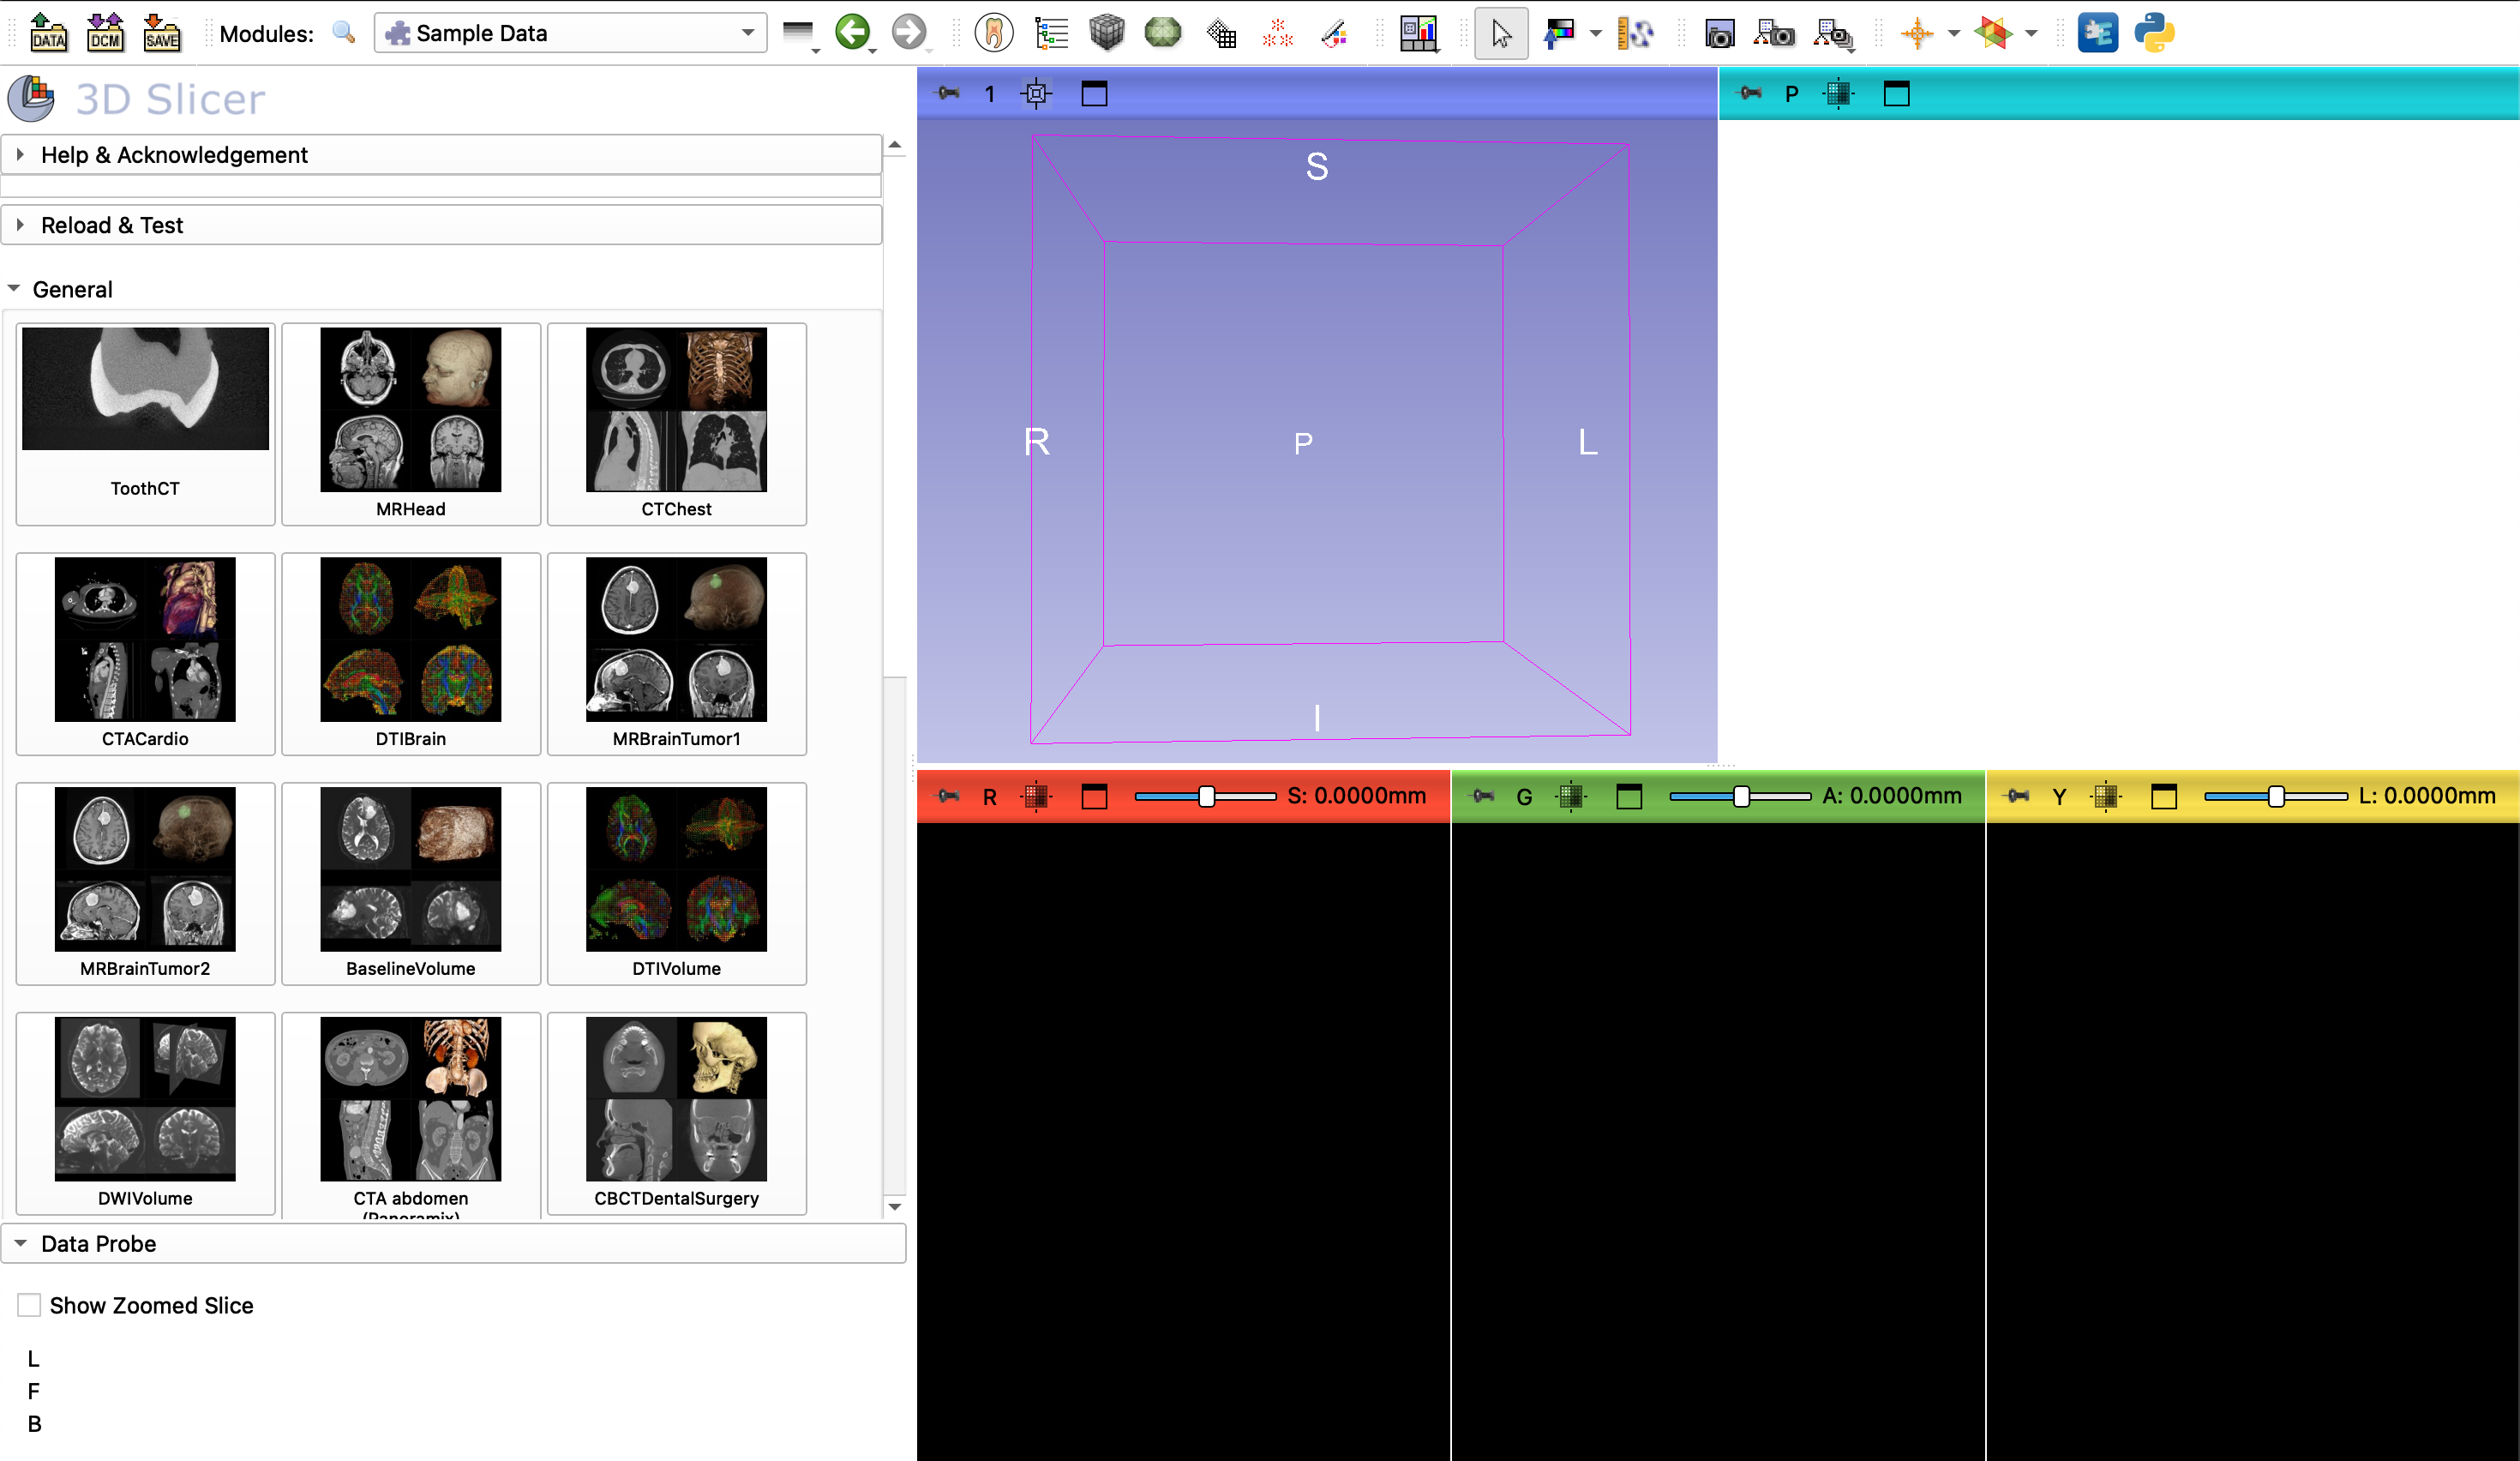 DATA DCM SAVE Modules: Sample Data
3D Slicer
Help & Acknowledgement
Reload & Test
General
ToothCT
MRHead
CTChest
CTACardio
DTIBrain
MRBrainTumor1
MRBrainTumor2
BaselineVolume
DTIVolume
DWIVolume
CTA abdomen
(Panoramix)
CBCTDentalSurgery
Data Probe
Show Zoomed Slice
L
F
B
1
S
R
P
L
I
P
R S: 0.0000mm
G A: 0.0000mm
Y L: 0.0000mm